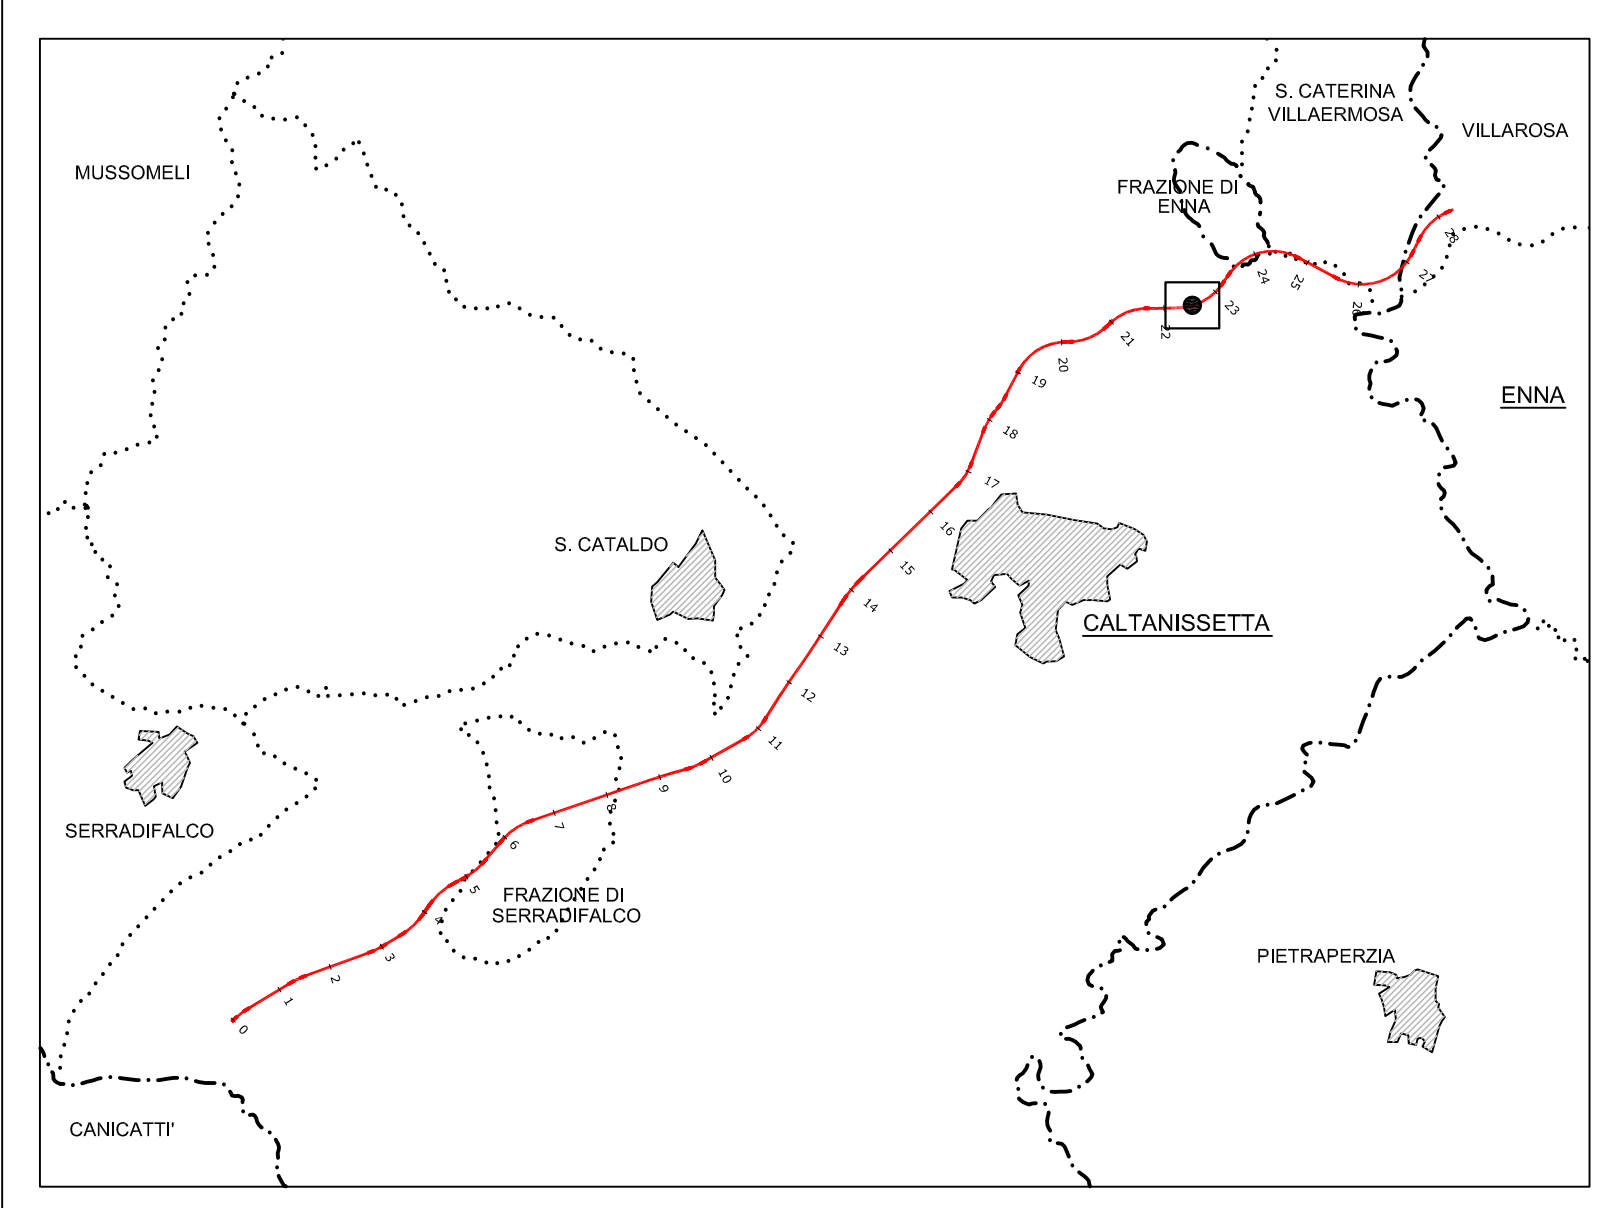 S. CATERINA
VILLAERMOSA
VILLAROSA
MUSSOMELI
FRAZIONE DI
ENNA
28
27
26
25
24
23
22
21
20
19
ENNA
18
17
16
15
14
13
12
11
10
9
8
7
6
5
4
3
2
1
0
S. CATALDO
CALTANISSETTA
SERRADIFALCO
FRAZIONE DI
SERRADIFALCO
PIETRAPERZIA
CANICATTI'